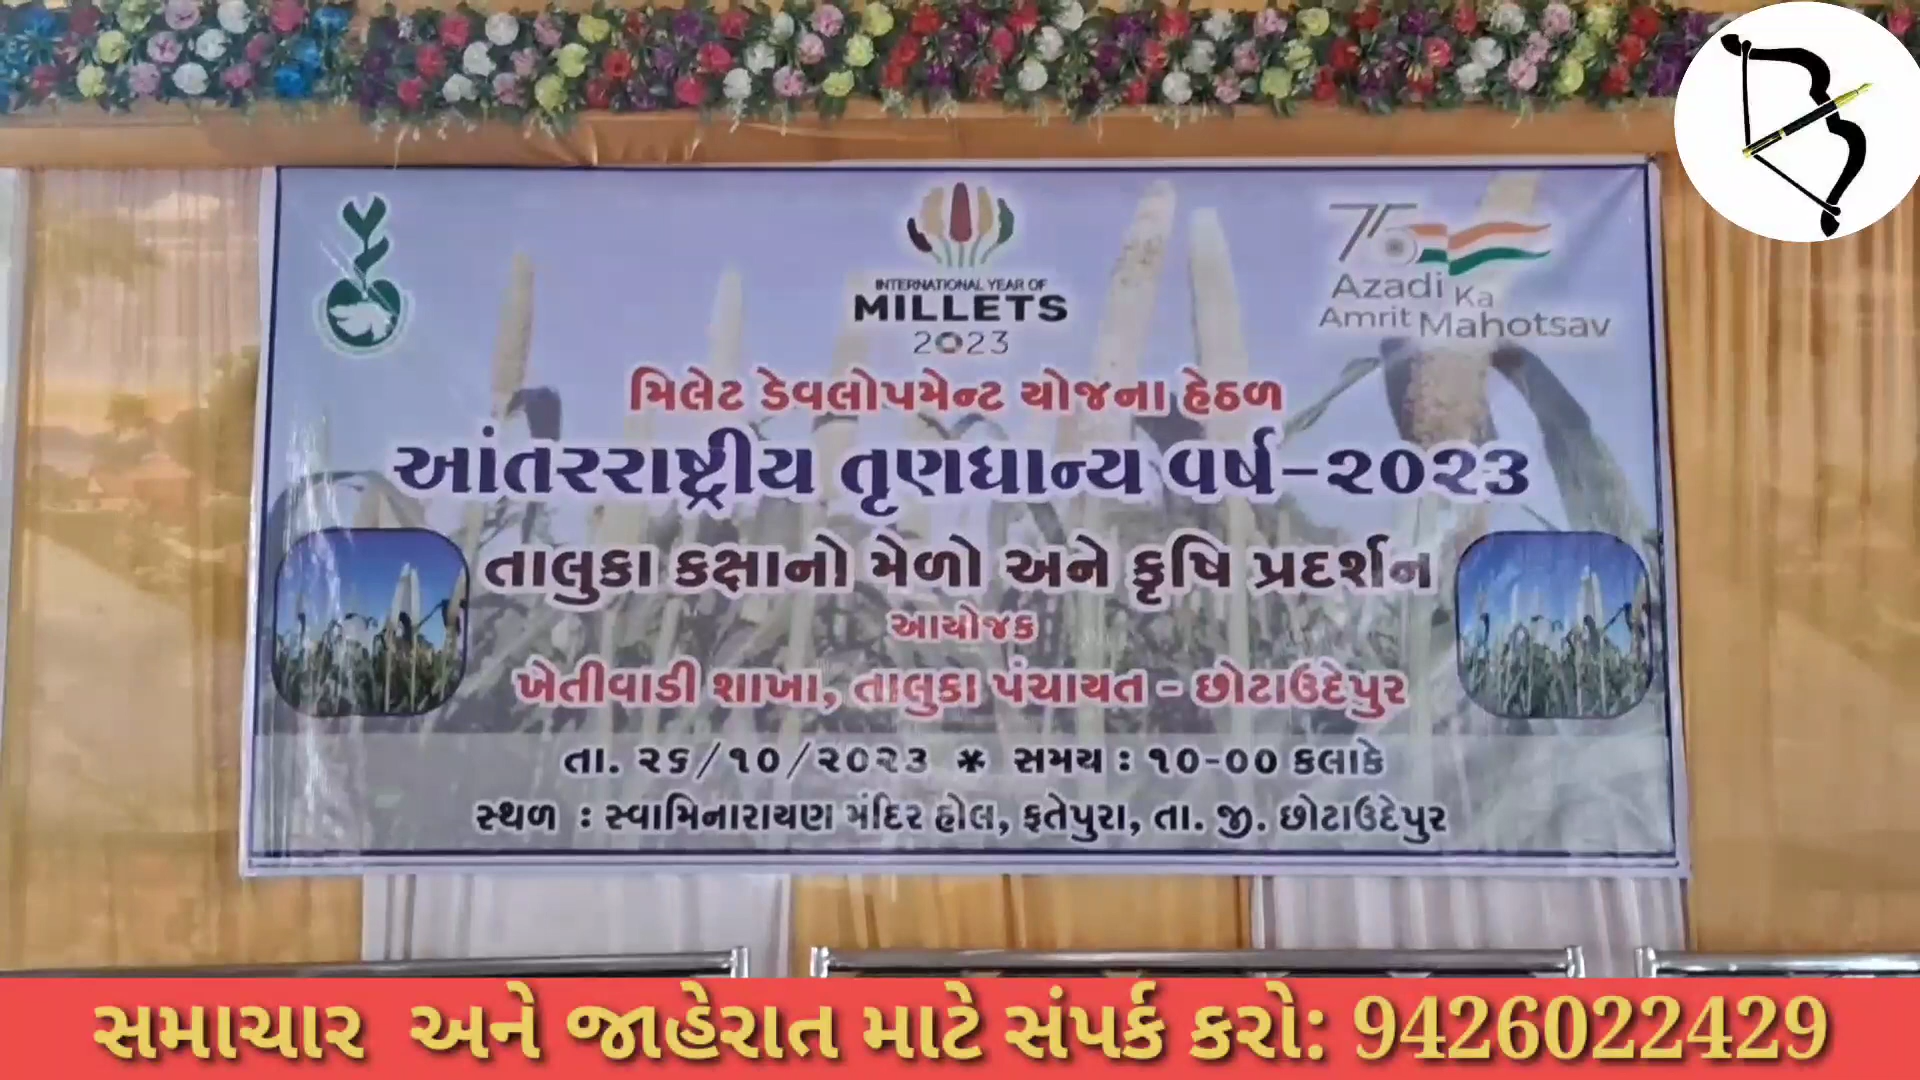 INTERNATIONAL YEAR OF
MILLETS
2023
75
Azadi Ka
Amrit Mahotsav
મિલેટ ડેવલોપમેન્ટ યોજના હેઠળ
આંતરરાષ્ટ્રીય તૃણધાન્ય વર્ષ-૨૦૨૩
તાલુકા કક્ષાનો મેળો અને કૃષિ પ્રદર્શન
આયોજક
ખેતીવાડી શાખા, તાલુકા પંચાયત - છોટાઉદેપુર
તા. ૨૬/૧૦/૨૦૨૩ * સમય : ૧૦-૦૦ કલાકે
સ્થળ : સ્વામિનારાયણ મંદિર હોલ, ફતેપુરા, તા. જી. છોટાઉદેપુર
સમાચાર અને જાહેરાત માટે સંપર્ક કરો: 9426022429